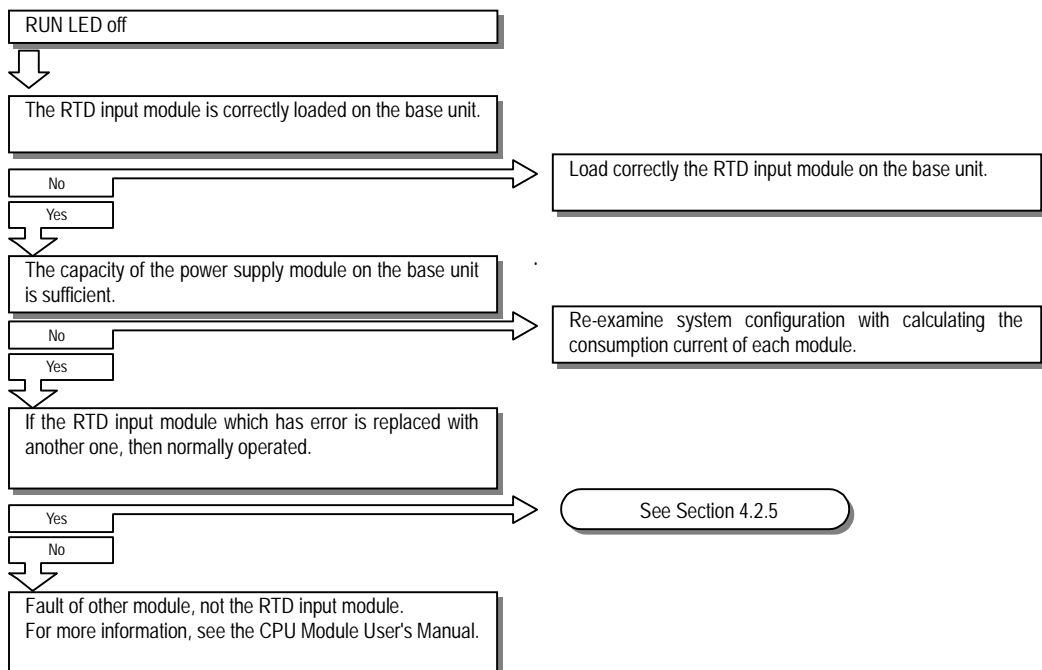 RUN LED off
The RTD input module is correctly loaded on the base unit.
No
Load correctly the RTD input module on the base unit.
Yes
The capacity of the power supply module on the base unit
is sufficient.
.
No
Re-examine system configuration with calculating the
consumption current of each module.
Yes
If the RTD input module which has error is replaced with
another one, then normally operated.
Yes
See Section 4.2.5
No
Fault of other module, not the RTD input module.
For more information, see the CPU Module User's Manual.